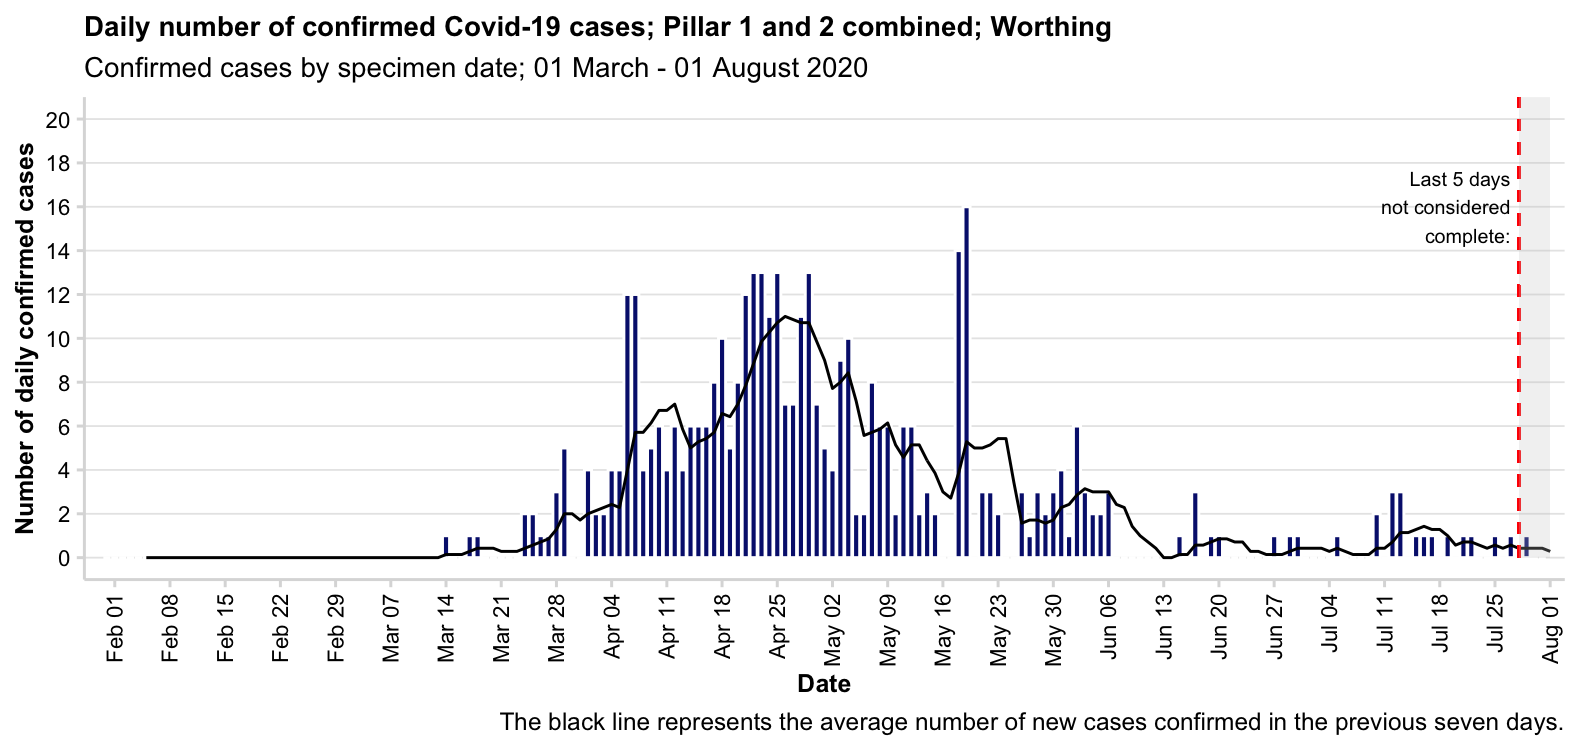 Daily number of confirmed Covid-19 cases; Pillar 1 and 2 combined; Worthing
Confirmed cases by specimen date; 01 March - 01 August 2020
Number of daily confirmed cases
20
18
16
14
12
10
8
6
4
2
0
Last 5 days
not considered
complete:
Feb 01
Feb 08
Feb 15
Feb 22
Feb 29
Mar 07
Mar 14
Mar 21
Mar 28
Apr 04
Apr 11
Apr 18
Apr 25
May 02
May 09
May 16
May 23
May 30
Jun 06
Jun 13
Jun 20
Jun 27
Jul 04
Jul 11
Jul 18
Jul 25
Aug 01
Date
The black line represents the average number of new cases confirmed in the previous seven days.